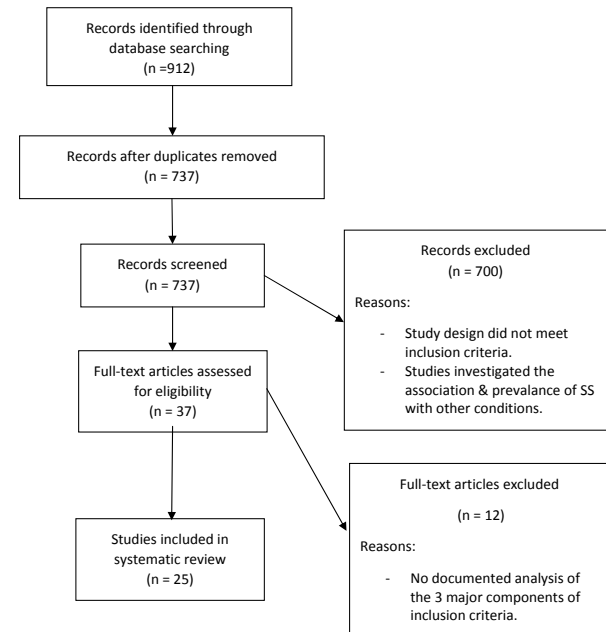 Records identified through
database searching
(n =912)
Records after duplicates removed
(n = 737)
Records screened
(n = 737)
Records excluded
(n = 700)
Reasons:
- Study design did not meet
inclusion criteria.
- Studies investigated the
association & prevalance of SS
with other conditions.
Full-text articles assessed
for eligibility
(n = 37)
Full-text articles excluded
(n = 12)
Reasons:
- No documented analysis of
the 3 major components of
inclusion criteria.
Studies included in
systematic review
(n = 25)